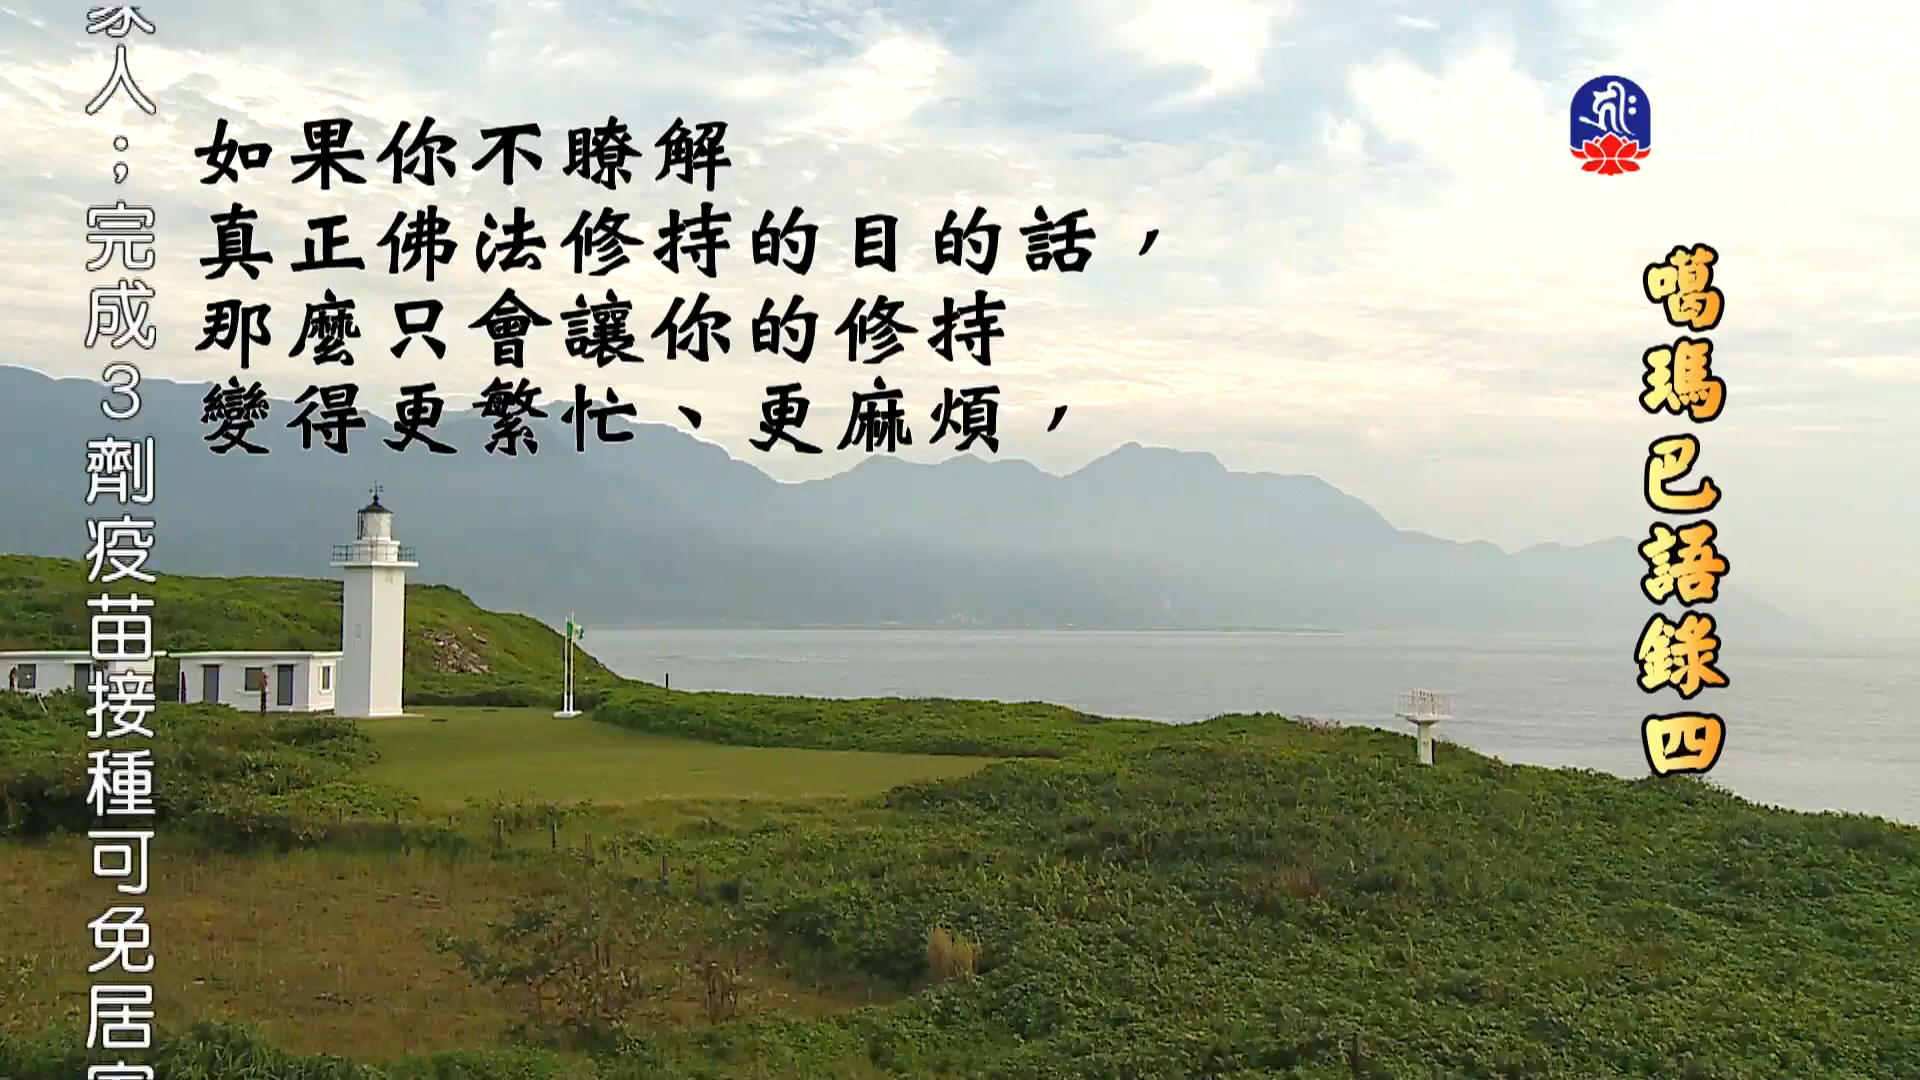 如果你不瞭解
真正佛法修持的目的話，
那麼只會讓你的修持
變得更繁忙、更麻煩，
噶瑪巴語錄四
家人；完成3劑疫苗接種可免居家